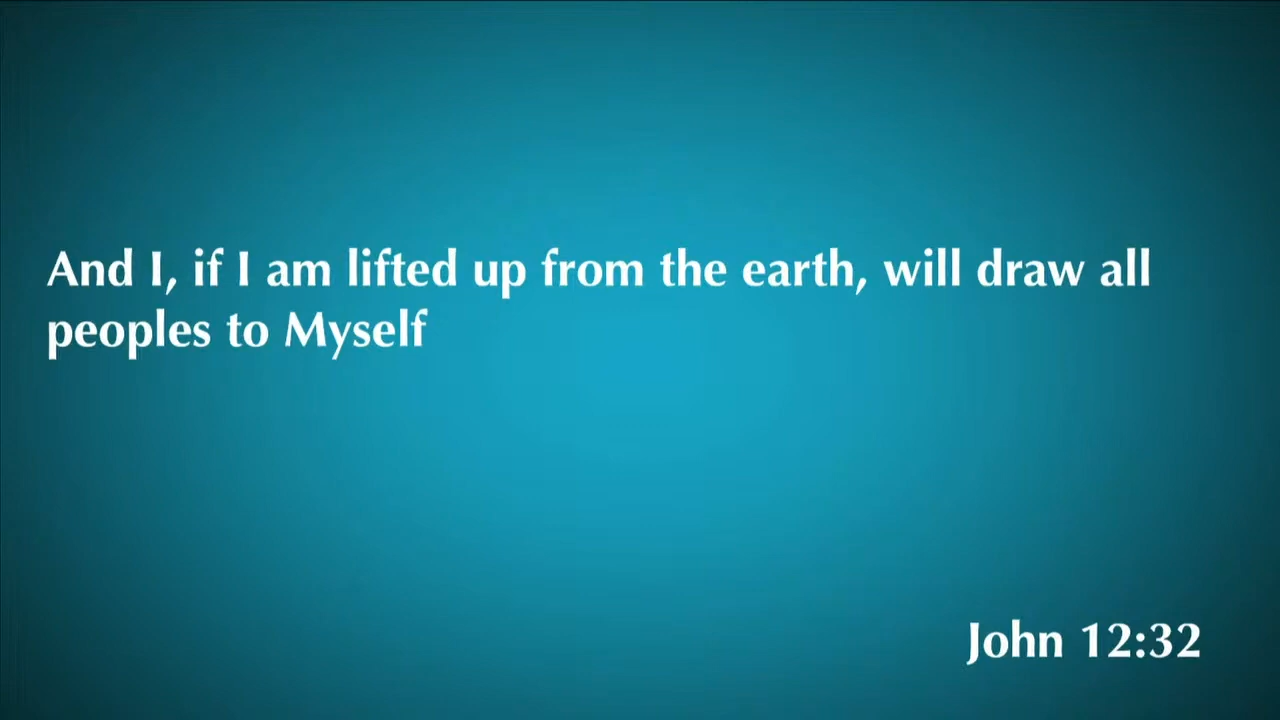 And I, if I am lifted up from the earth, will draw all
peoples to Myself
John 12:32